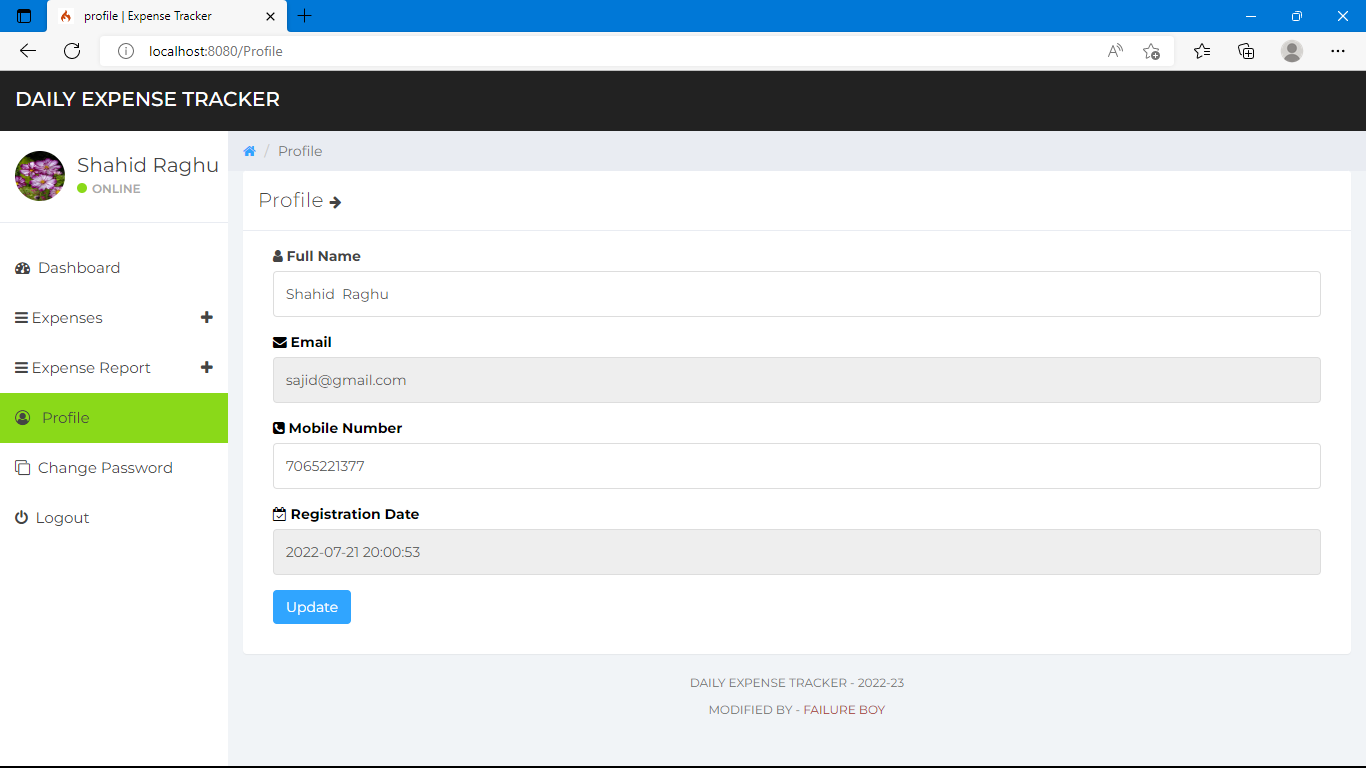 profile | Expense Tracker
localhost:8080/Profile
DAILY EXPENSE TRACKER
Shahid Raghu
ONLINE
Dashboard
Expenses
Expense Report
Profile
Change Password
Logout
/ Profile
Profile
Full Name
Shahid  Raghu
Email
sajid@gmail.com
Mobile Number
7065221377
Registration Date
2022-07-21 20:00:53
Update
DAILY EXPENSE TRACKER - 2022-23
MODIFIED BY - FAILURE BOY